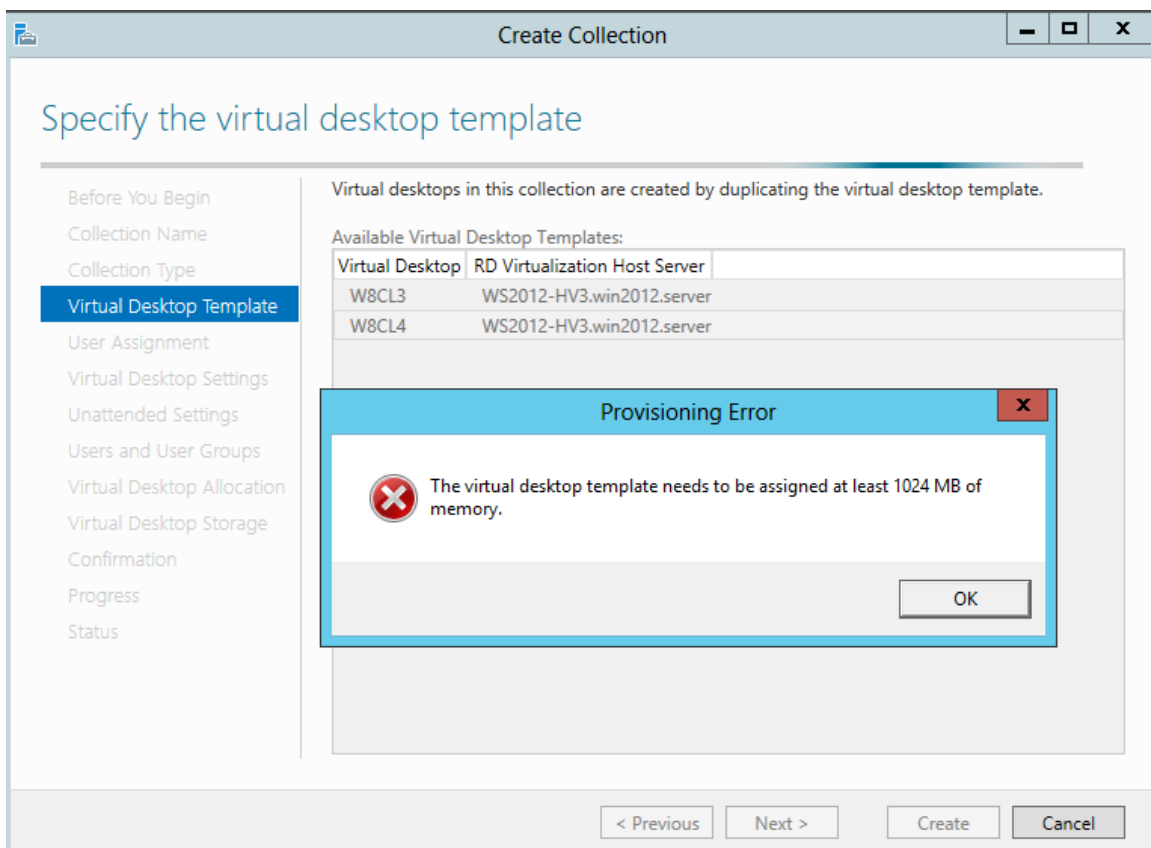 Create Collection
Specify the virtual desktop template
Before You Begin
Collection Name
Collection Type
Virtual Desktop Template
User Assignment
Virtual Desktop Settings
Unattended Settings
Users and User Groups
Virtual Desktop Allocation
Virtual Desktop Storage
Confirmation
Progress
Status
Virtual desktops in this collection are created by duplicating the virtual desktop template.
Available Virtual Desktop Templates:
Virtual Desktop RD Virtualization Host Server
W8CL3 WS2012-HV3.win2012.server
W8CL4 WS2012-HV3.win2012.server
Provisioning Error
The virtual desktop template needs to be assigned at least 1024 MB of
memory.
OK
< Previous Next > Create Cancel